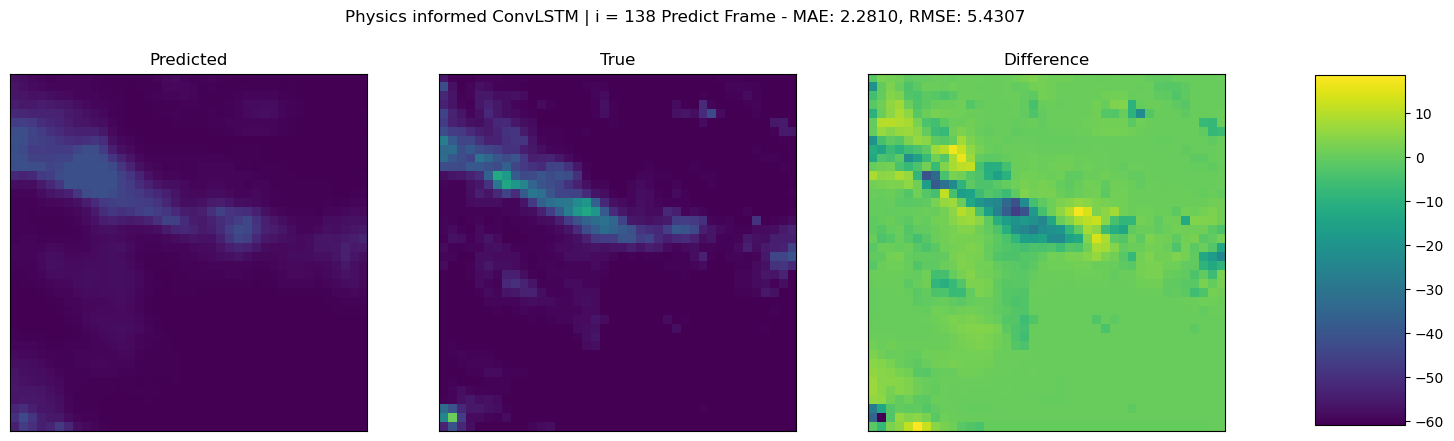 Physics informed ConvLSTM | i = 138 Predict Frame - MAE: 2.2810, RMSE: 5.4307
Predicted
True
Difference
10
0
−10
−20
−30
−40
−50
−60